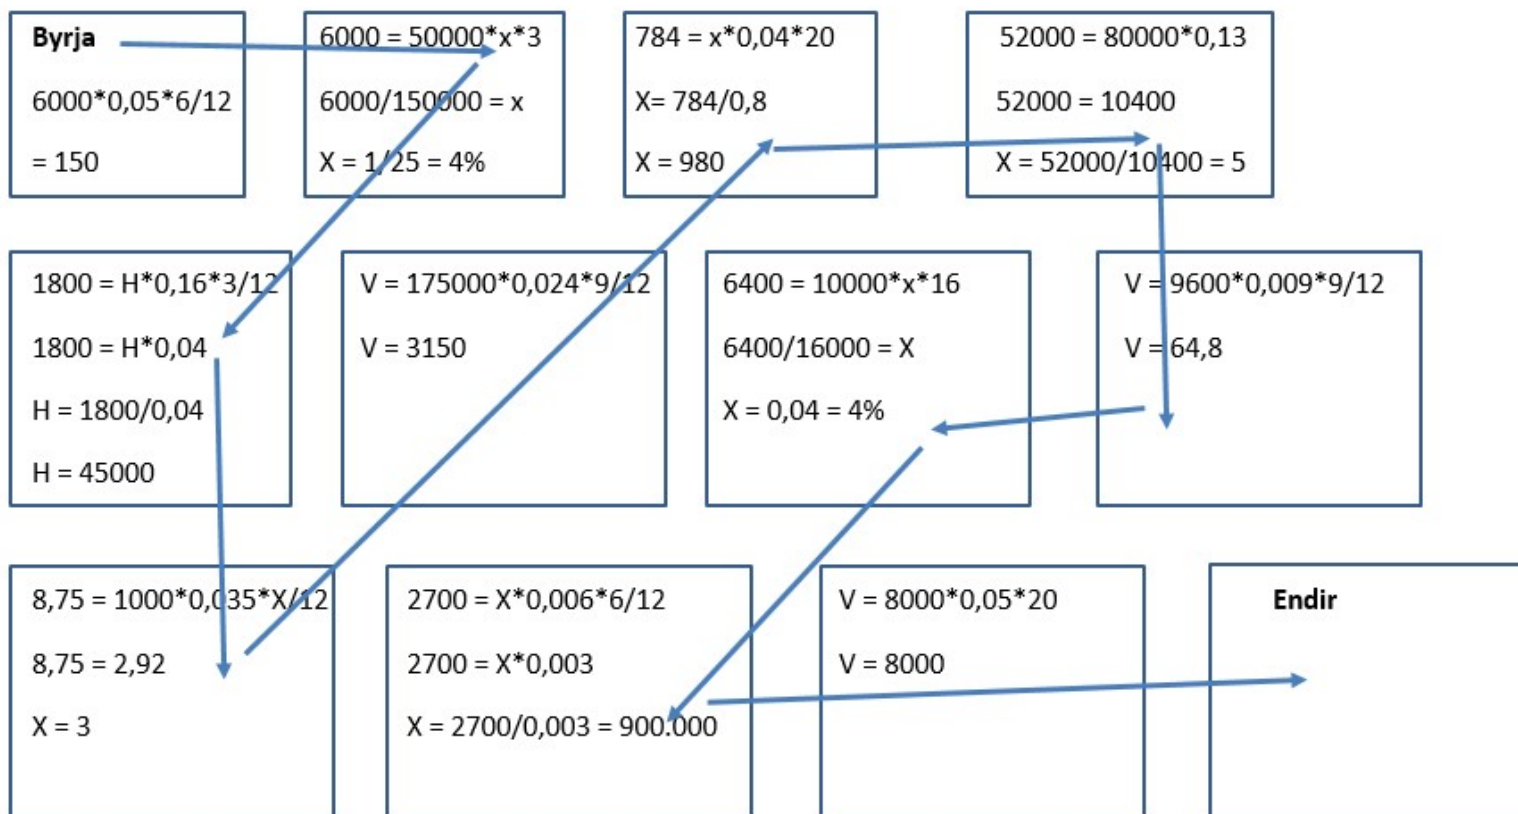 Byrja
6000*0,05*6/12
= 150
6000 = 50000*x*3
6000/150000 = x
X = 1/25 = 4%
784 = x*0,04*20
X= 784/0,8
X = 980
52000 = 80000*0,13
52000 = 10400
X = 52000/10400 = 5
1800 = H*0,16*3/12
1800 = H*0,04
H = 1800/0,04
H = 45000
V = 175000*0,024*9/12
V = 3150
6400 = 10000*x*16
6400/16000 = X
X = 0,04 = 4%
V = 9600*0,009*9/12
V = 64,8
8,75 = 1000*0,035*X/12
8,75 = 2,92
X = 3
2700 = X*0,006*6/12
2700 = X*0,003
X = 2700/0,003 = 900.000
V = 8000*0,05*20
V = 8000
Endir